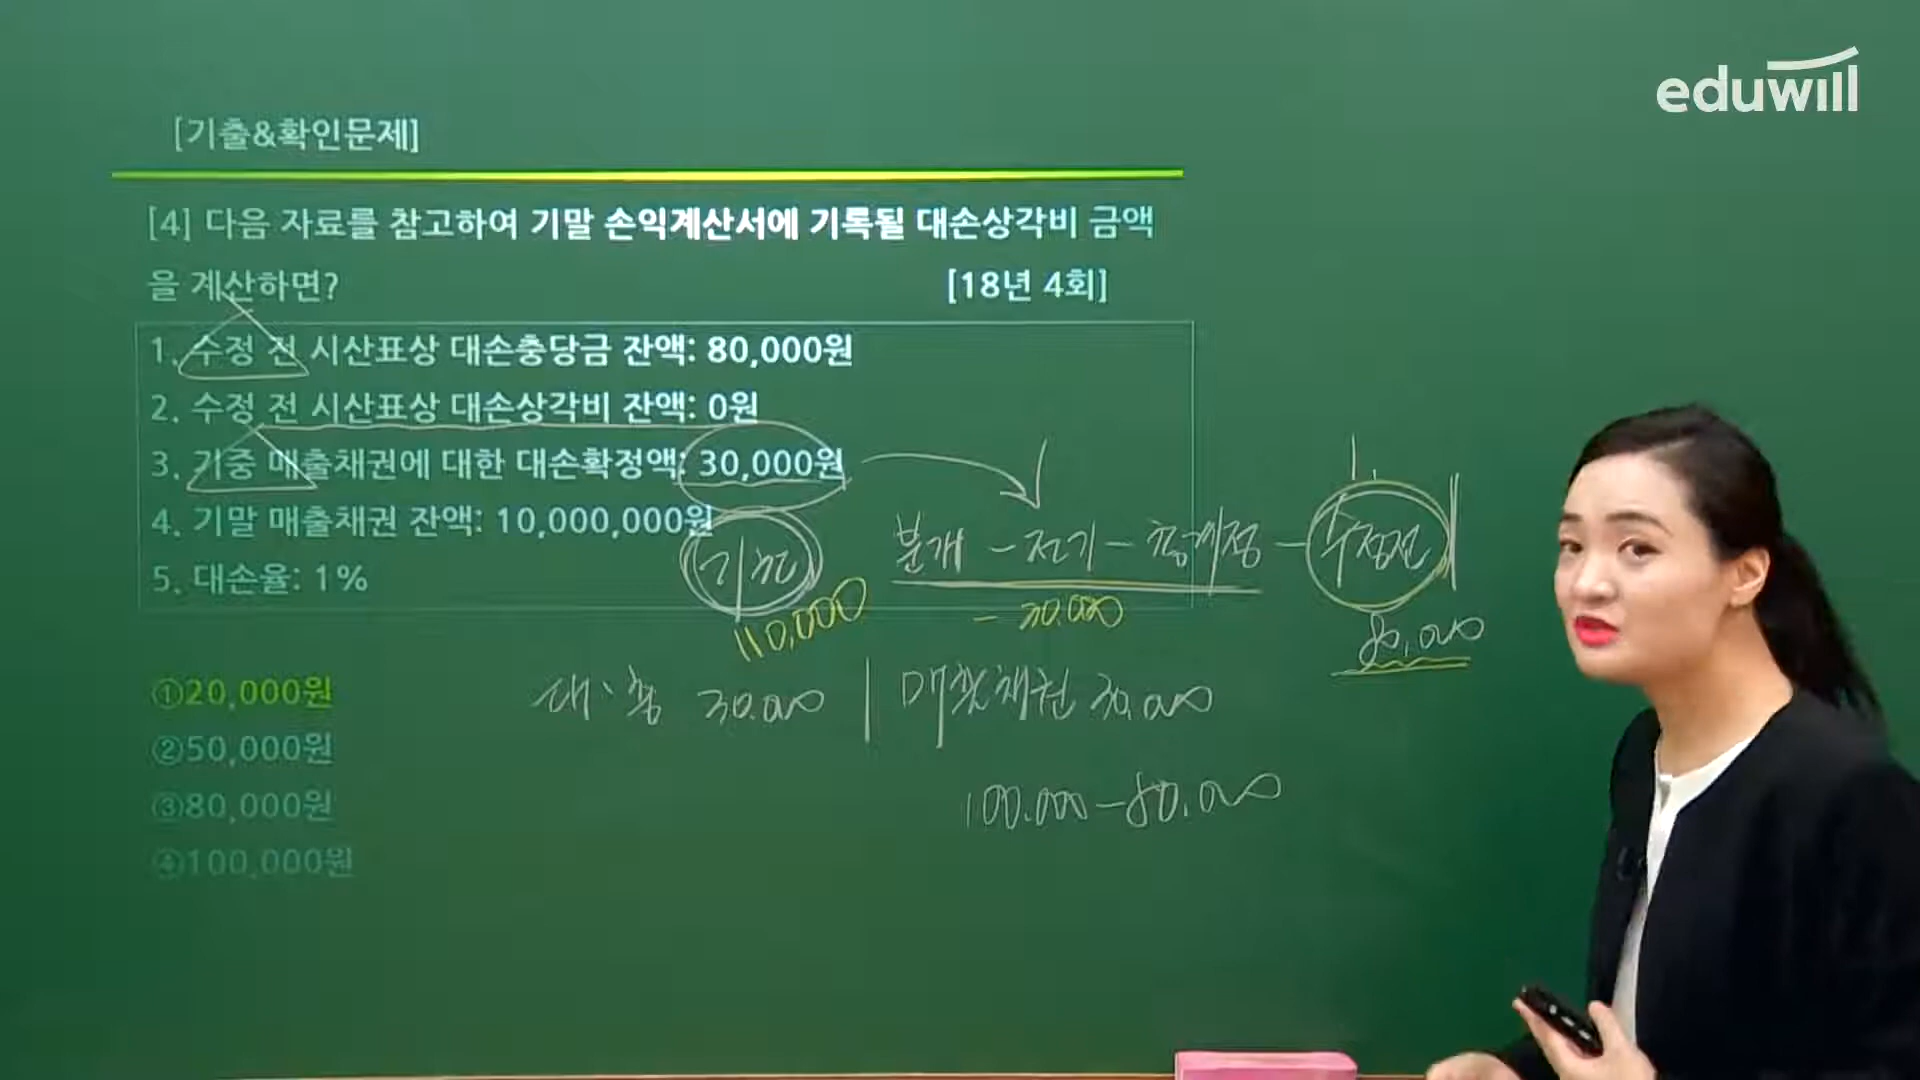 eduwill
[기출&확인문제]
[4] 다음 자료를 참고하여 기말 손익계산서에 기록될 대손상각비 금액
을 계산하면? [18년 4회]
1. 수정 전 시산표상 대손충당금 잔액: 80,000원
2. 수정 전 시산표상 대손상각비 잔액: 0원
3. 기중 매출채권에 대한 대손확정액: 30,000원
4. 기말 매출채권 잔액: 10,000,000원
5. 대손율: 1%
기초 분개 - 전기 - 총계정 - 수정전
110,000 - 30,000 80,000
①20,000원
대.충 30,000 | 매출채권 30,000
②50,000원
③80,000원
100,000 - 80,000
④100,000원